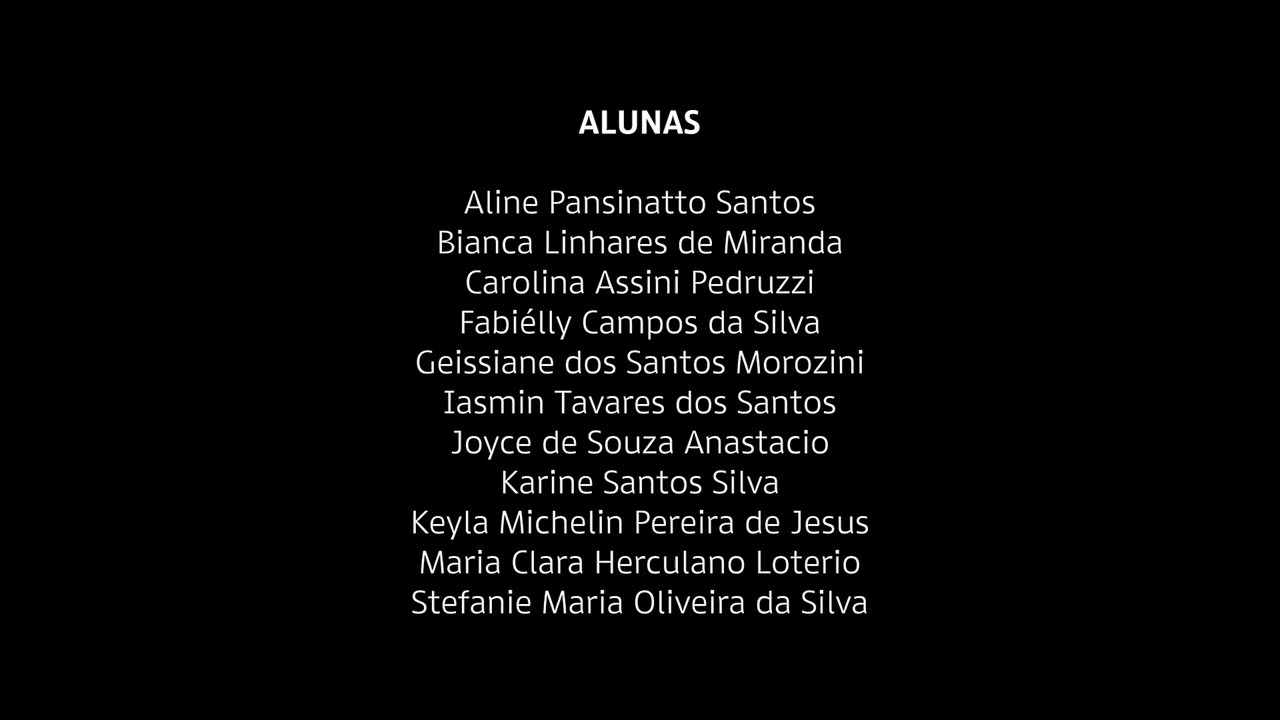 ALUNAS
Aline Pansinatto Santos
Bianca Linhares de Miranda
Carolina Assini Pedruzzi
Fabiélly Campos da Silva
Geissiane dos Santos Morozini
Iasmin Tavares dos Santos
Joyce de Souza Anastacio
Karine Santos Silva
Keyla Michelin Pereira de Jesus
Maria Clara Herculano Loterio
Stefanie Maria Oliveira da Silva